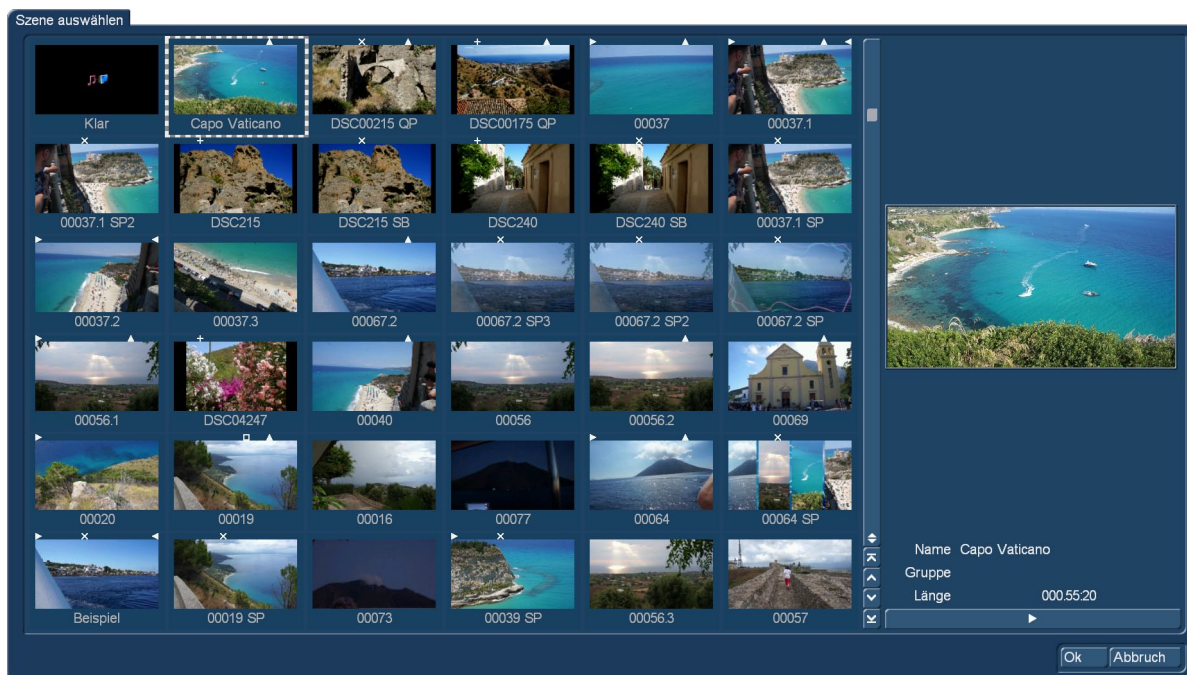 Szene auswählen
Klar
Capo Vaticano
DSC00215 QP
DSC00175 QP
00037
00037.1
00037.1 SP2
DSC215
DSC215 SB
DSC240
DSC240 SB
00037.1 SP
00037.2
00037.3
00067.2
00067.2 SP3
00067.2 SP2
00067.2 SP
00056.1
DSC04247
00040
00056
00056.2
00069
00020
00019
00016
00077
00064
00064 SP
Beispiel
00019 SP
00073
00039 SP
00056.3
00057
Name Capo Vaticano
Gruppe
Länge 000.55:20
Ok Abbruch